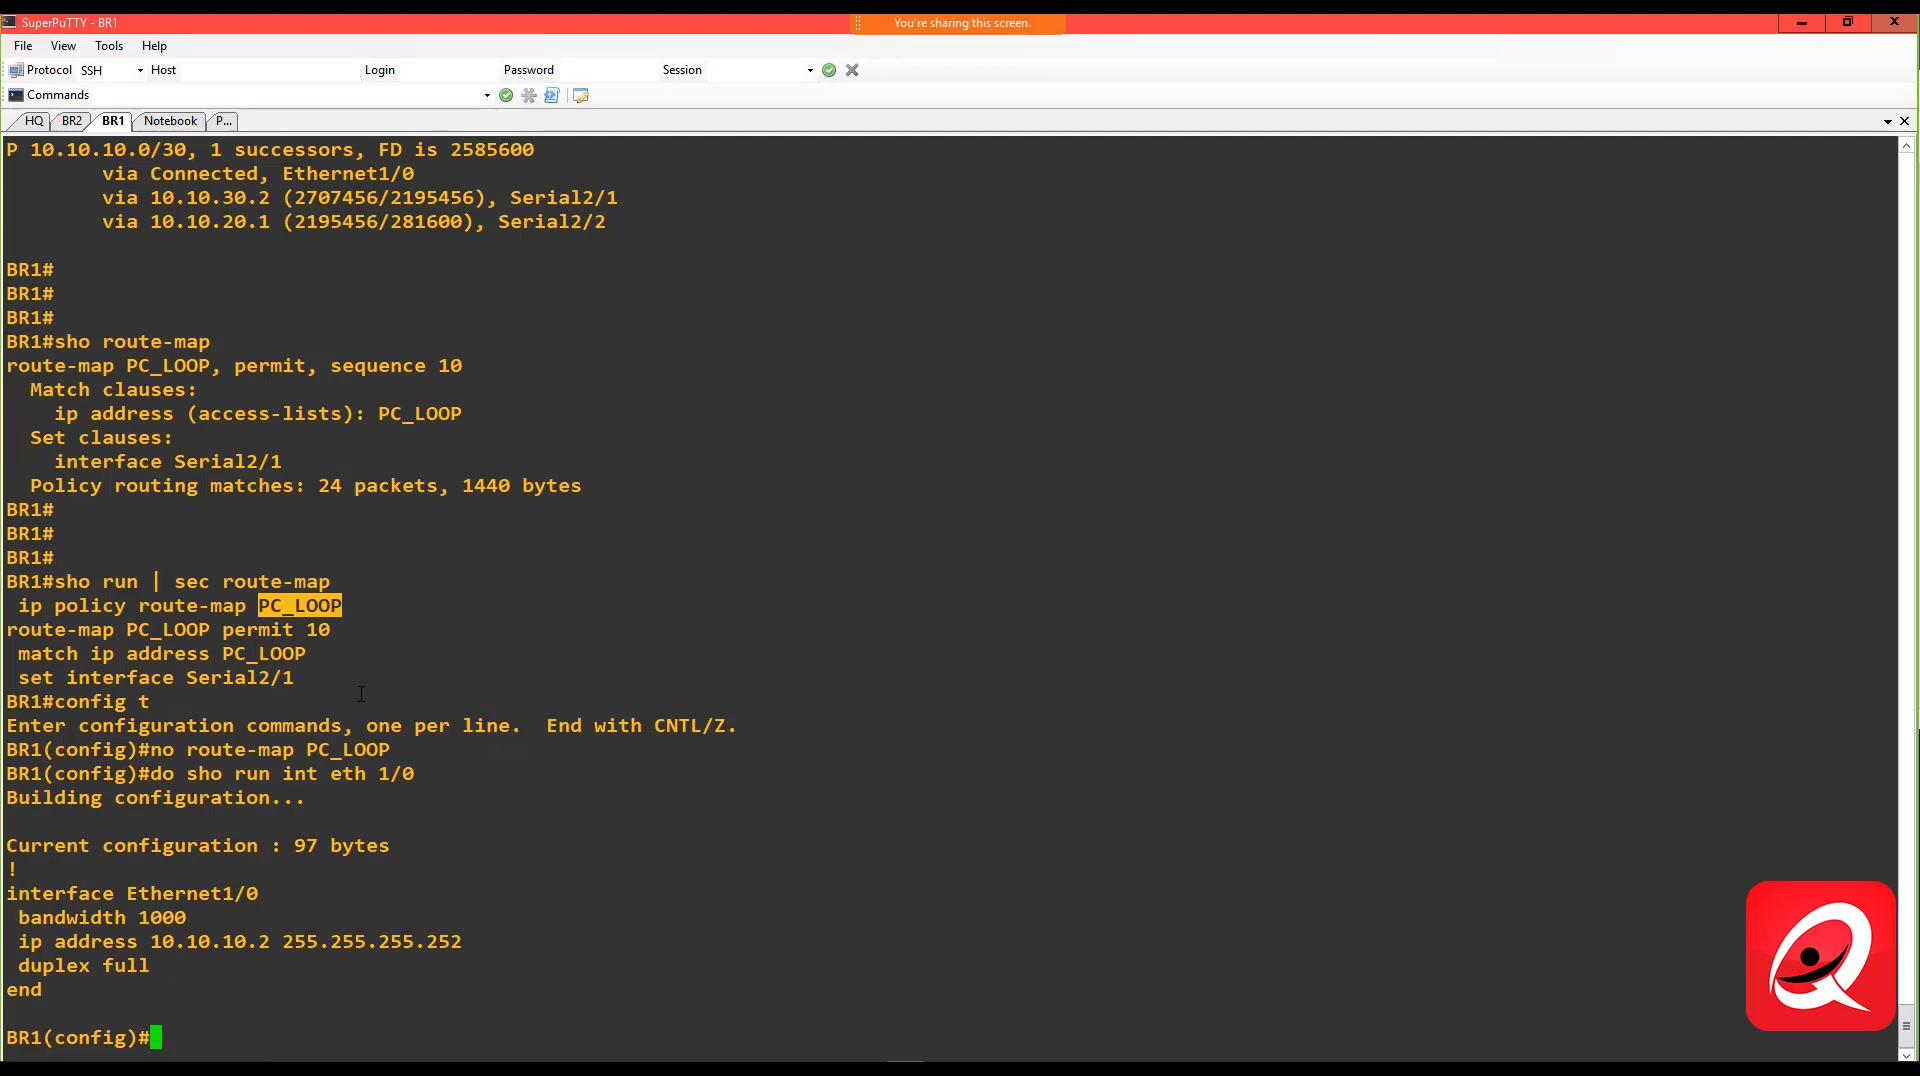 SuperPuTTY - BR1
You're sharing this screen.
File View Tools Help
Protocol SSH Host Login Password Session
Commands
HQ BR2 BR1 Notebook P...
P 10.10.10.0/30, 1 successors, FD is 2585600
via Connected, Ethernet1/0
via 10.10.30.2 (2707456/2195456), Serial2/1
via 10.10.20.1 (2195456/281600), Serial2/2
BR1#
BR1#
BR1#
BR1#sho route-map
route-map PC_LOOP, permit, sequence 10
Match clauses:
ip address (access-lists): PC_LOOP
Set clauses:
interface Serial2/1
Policy routing matches: 24 packets, 1440 bytes
BR1#
BR1#
BR1#
BR1#sho run | sec route-map
ip policy route-map PC_LOOP
route-map PC_LOOP permit 10
match ip address PC_LOOP
set interface Serial2/1
BR1#config t
Enter configuration commands, one per line.  End with CNTL/Z.
BR1(config)#no route-map PC_LOOP
BR1(config)#do sho run int eth 1/0
Building configuration...
Current configuration : 97 bytes
!
interface Ethernet1/0
bandwidth 1000
ip address 10.10.10.2 255.255.255.252
duplex full
end
BR1(config)#